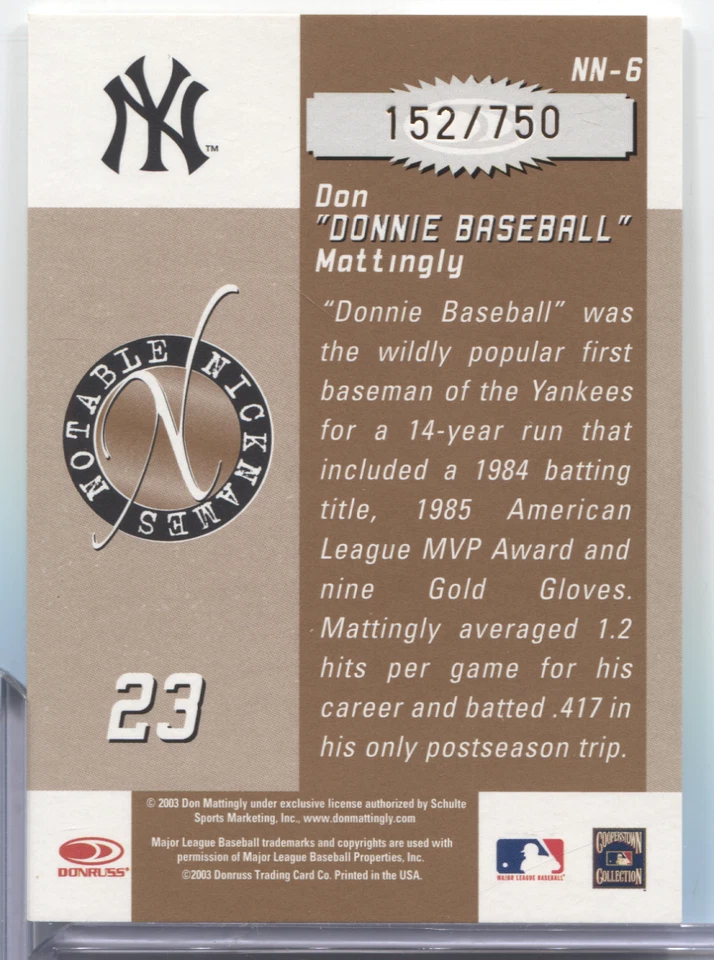 NY
TM
NN-6
152/750
Don
"DONNIE BASEBALL"
Mattingly
"Donnie Baseball" was
the wildly popular first
baseman of the Yankees
for a 14-year run that
included a 1984 batting
title, 1985 American
League MVP Award and
nine Gold Gloves.
Mattingly averaged 1.2
hits per game for his
career and batted .417 in
his only postseason trip.
NOTABLE NICKNAMES
N
23
© 2003 Don Mattingly under exclusive license authorized by Schulte
Sports Marketing, Inc., www.donmattingly.com
Major League Baseball trademarks and copyrights are used with
permission of Major League Baseball Properties, Inc.
©2003 Donruss Trading Card Co. Printed in the USA.
DONRUSS
MAJOR LEAGUE BASEBALL
COOPERSTOWN
COLLECTION